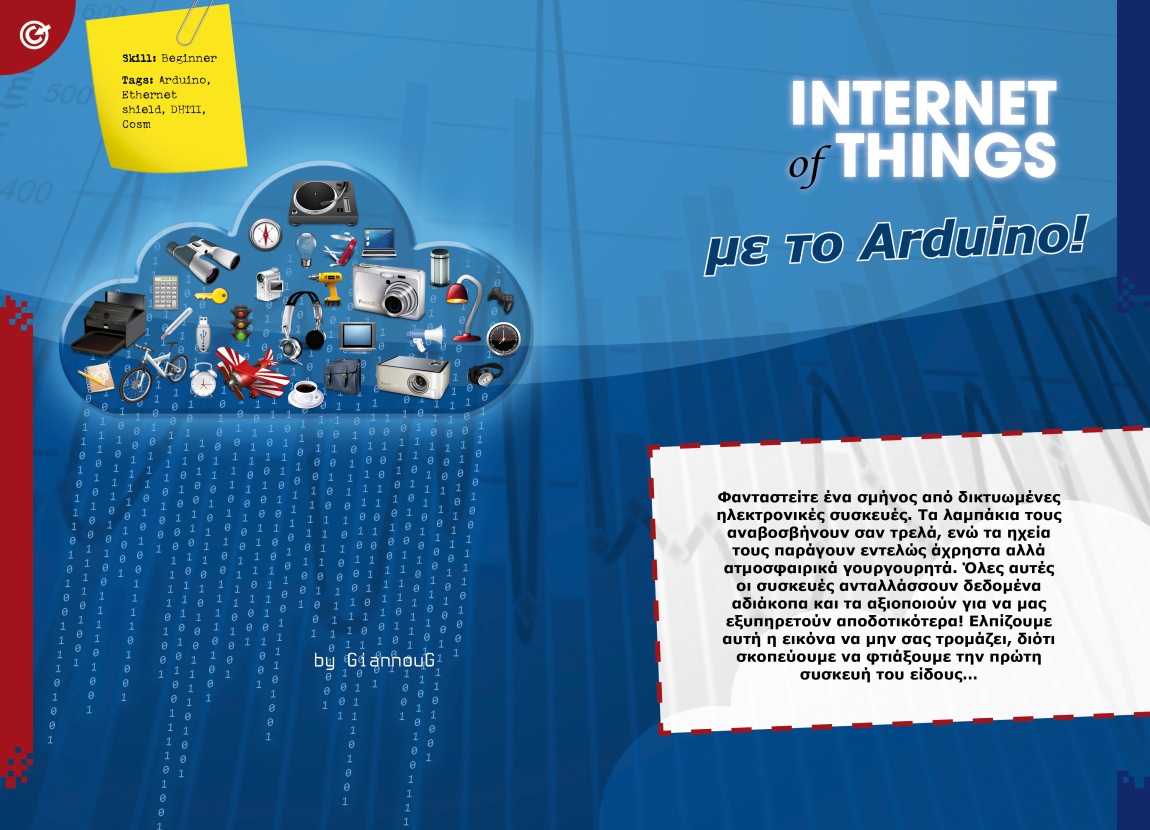 Skill: Beginner
Tags: Arduino,
Ethernet
shield, DHT11,
Cosm
600
500
400
INTERNET
of THINGS
με το Arduino!
Φανταστείτε ένα σμήνος από δικτυωμένες
ηλεκτρονικές συσκευές. Τα λαμπάκια τους
αναβοσβήνουν σαν τρελά, ενώ τα ηχεία
τους παράγουν εντελώς άχρηστα αλλά
ατμοσφαιρικά γουργουρητά. Όλες αυτές
οι συσκευές ανταλλάσσουν δεδομένα
αδιάκοπα και τα αξιοποιούν για να μας
εξυπηρετούν αποδοτικότερα! Ελπίζουμε
αυτή η εικόνα να μην σας τρομάζει, διότι
σκοπεύουμε να φτιάξουμε την πρώτη
συσκευή του είδους...
by GiannouG